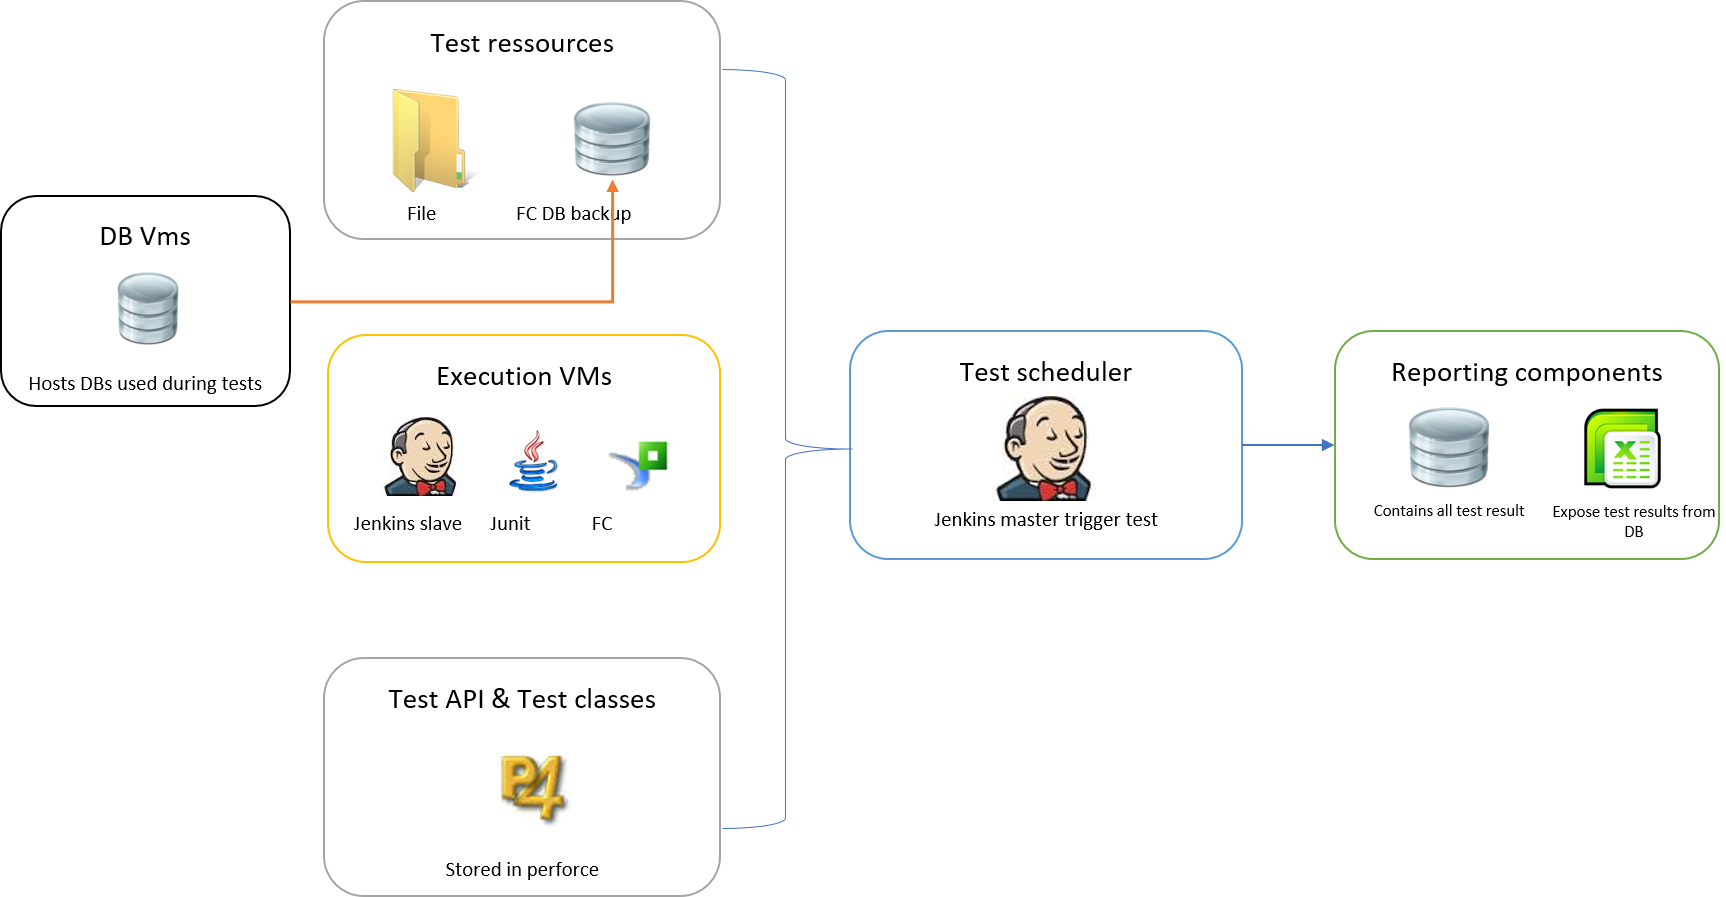 Test ressources
File
FC DB backup
DB Vms
Hosts DBs used during tests
Execution VMs
Jenkins slave
Junit
FC
Test API & Test classes
P4
Stored in perforce
Test scheduler
Jenkins master trigger test
Reporting components
X
Contains all test result
Expose test results from
DB